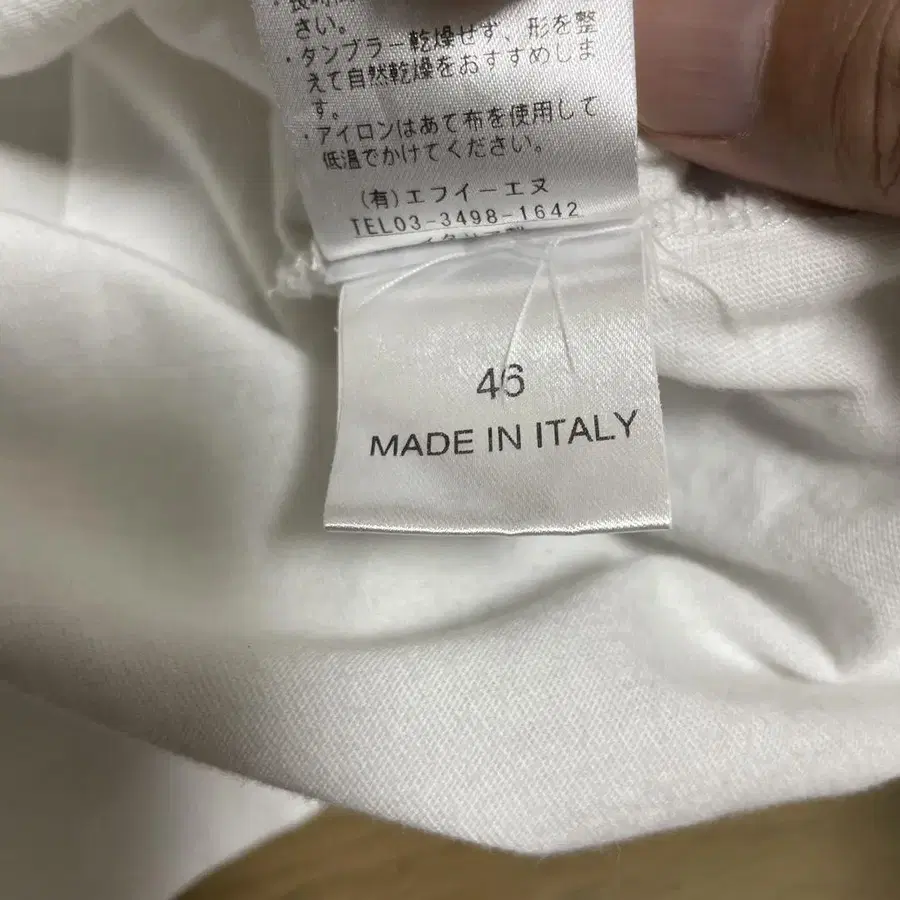 さい。
・タンブラー乾燥せず、形を整
えて自然乾燥をおすすめしま
す。
・アイロンはあて布を使用して
低温でかけてください。
(有)エフイーエヌ
TEL03-3498-1642
46
MADE IN ITALY